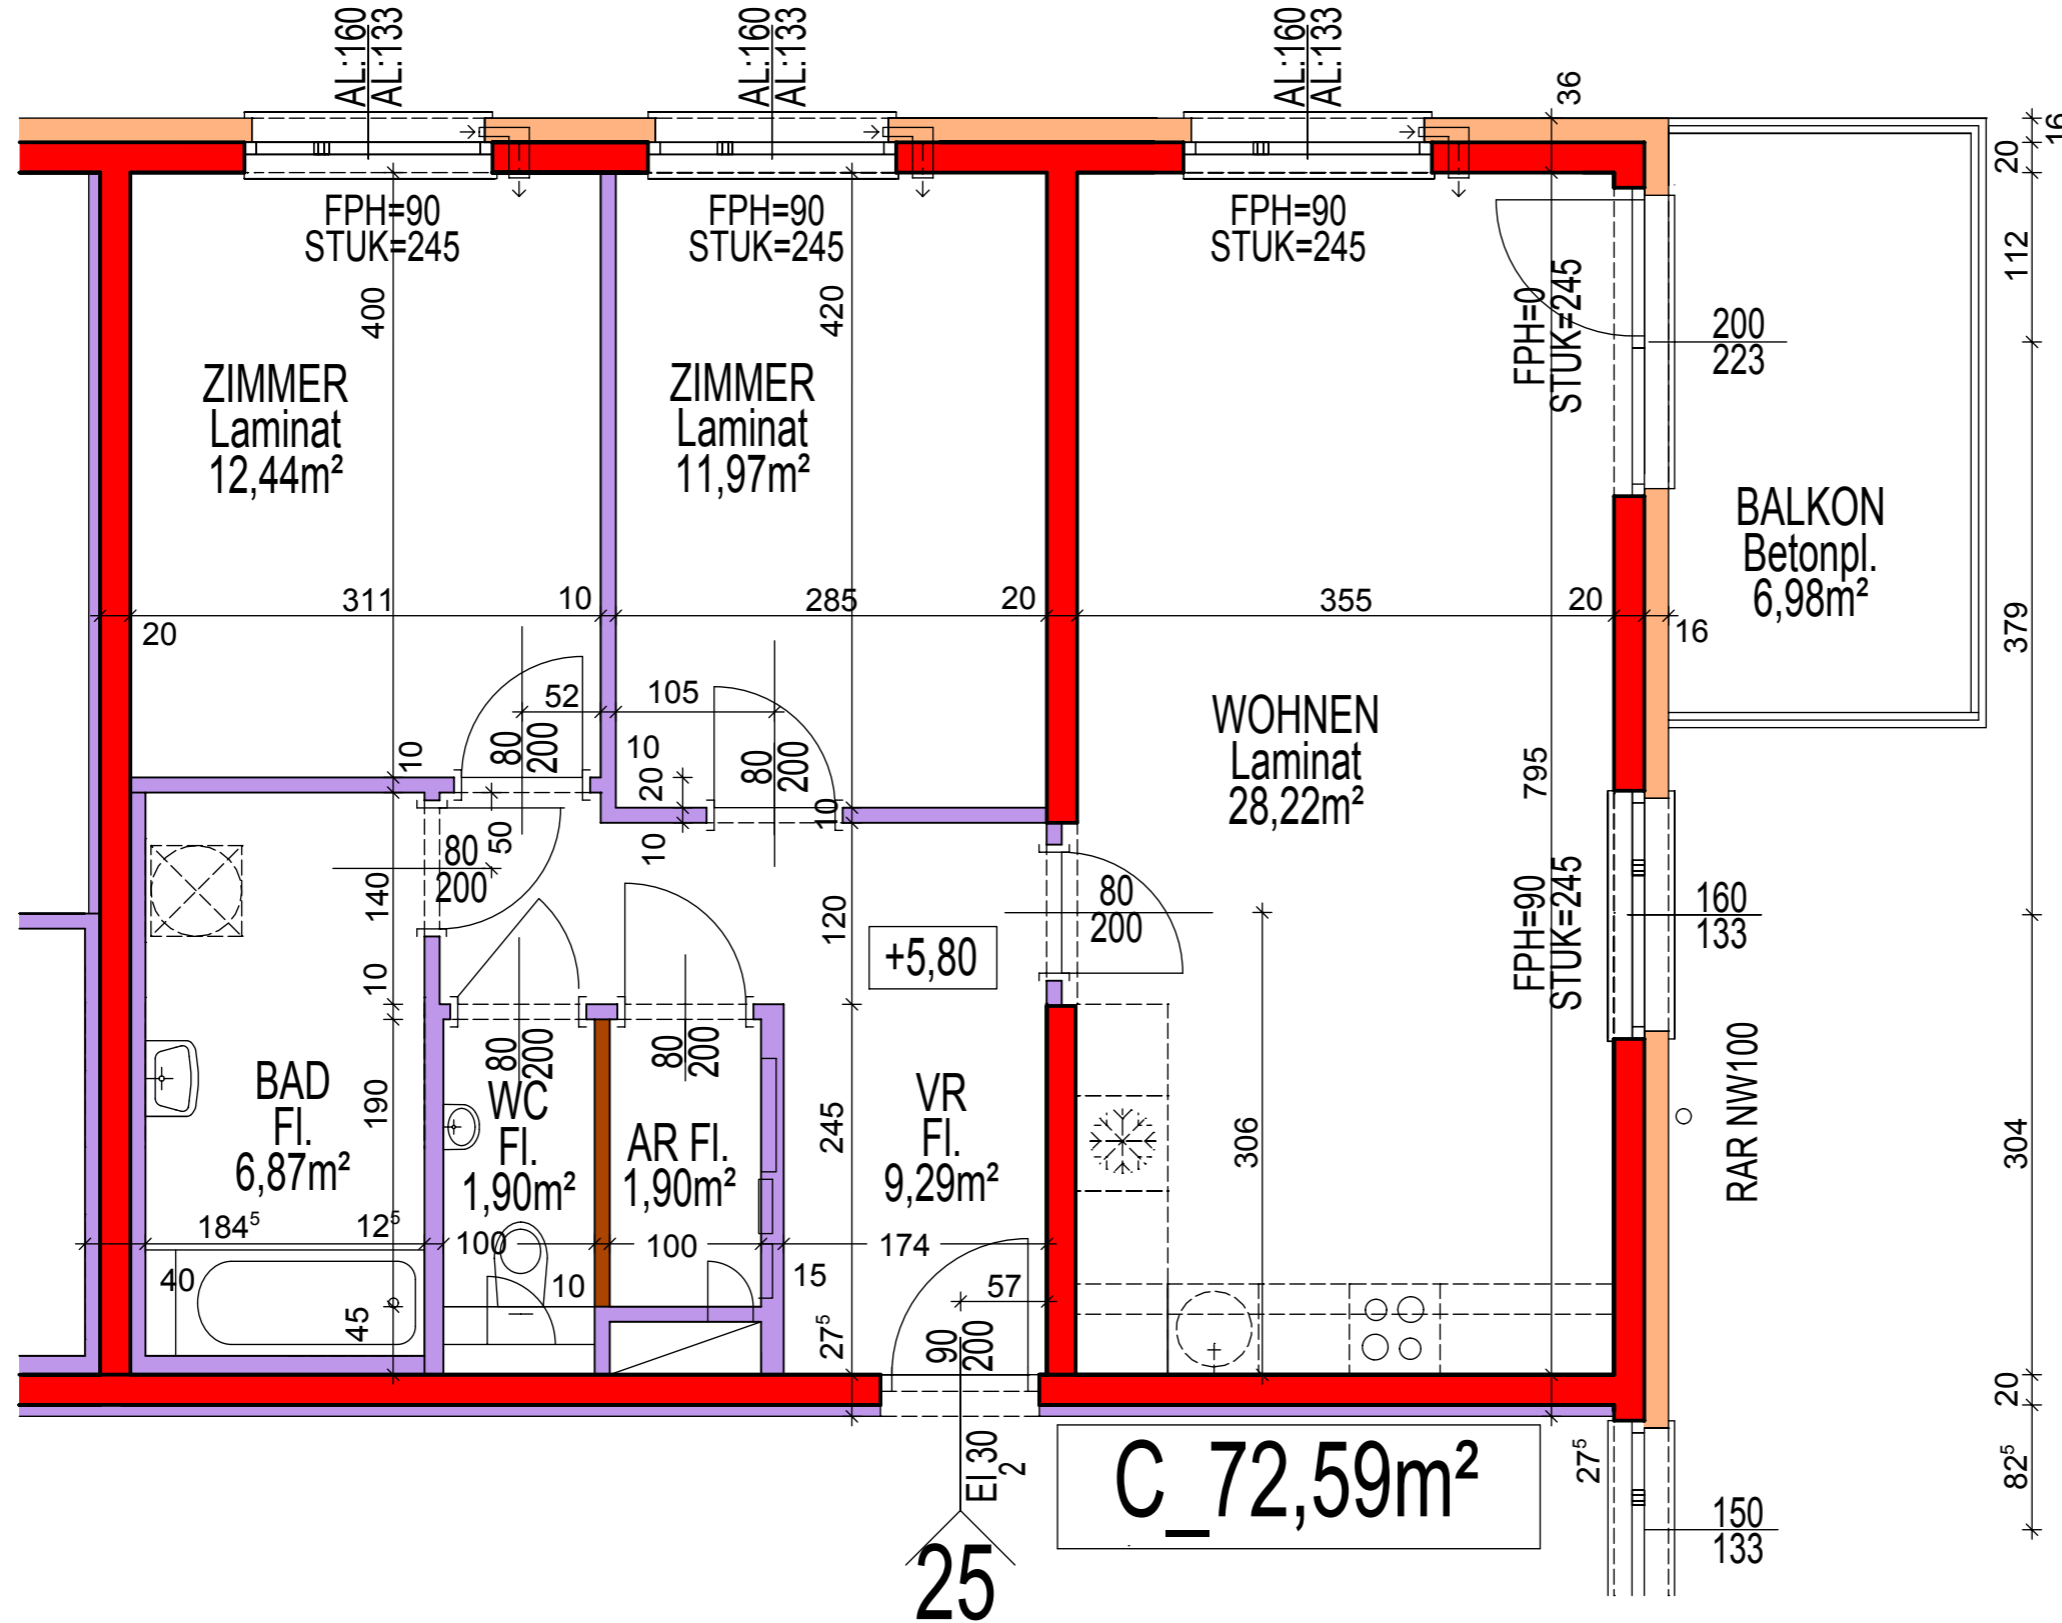 AL:160
AL:133
AL:160
AL:133
AL:160
AL:133
36
16
20
FPH=90
STUK=245
FPH=90
STUK=245
FPH=90
STUK=245
112
400
420
FPH=0
STUK=245
200
223
ZIMMER
Laminat
12,44m²
ZIMMER
Laminat
11,97m²
BALKON
Betonpl.
6,98m²
311
10
285
20
355
20
20
16
379
52
105
WOHNEN
Laminat
28,22m²
10
80
200
10
20
80
200
795
10
10
50
80
200
140
120
80
200
FPH=90
STUK=245
160
133
+5,80
10
80
200
80
200
RAR NW100
BAD
Fl.
6,87m²
190
WC
Fl.
1,90m²
AR Fl.
1,90m²
245
VR
Fl.
9,29m²
306
304
184⁵
12⁵
100
100
174
40
10
15
57
45
27⁵
90
200
20
EI 30
2
C_72,59m²
27⁵
82⁵
150
133
25